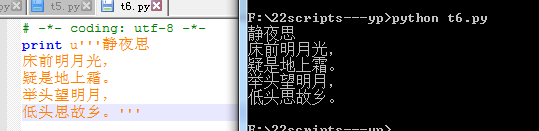 .py t5.py t6.py
# -*- coding: utf-8 -*-
print u'''静夜思
床前明月光，
疑是地上霜。
举头望明月，
低头思故乡。'''
F:\22scripts---yp>python t6.py
静夜思
床前明月光，
疑是地上霜。
举头望明月，
低头思故乡。
F:\22scripts---yp>